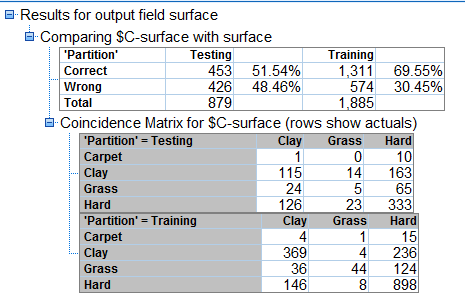 Results for output field surface
Comparing $C-surface with surface
'Partition' Testing Training
Correct 453 51.54% 1,311 69.55%
Wrong 426 48.46% 574 30.45%
Total 879 1,885
Coincidence Matrix for $C-surface (rows show actuals)
'Partition' = Testing Clay Grass Hard
Carpet 1 0 10
Clay 115 14 163
Grass 24 5 65
Hard 126 23 333
'Partition' = Training Clay Grass Hard
Carpet 4 1 15
Clay 369 4 236
Grass 36 44 124
Hard 146 8 898